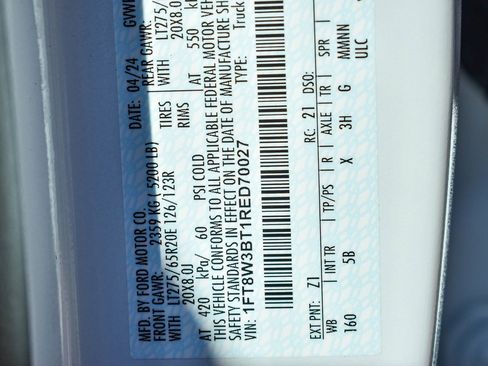 MFD. BY FORD MOTOR CO.
DATE: 04/24 GVWR
FRONT GAWR: 2359 KG ( 5200 LB) REAR GAWR:
WITH LT275/65R20E 126/123R TIRES WITH LT275/
20X8.0J RIMS 20X8.0
AT 420 kPa/ 60 PSI COLD AT 550 k
THIS VEHICLE CONFORMS TO ALL APPLICABLE FEDERAL MOTOR VEHI
SAFETY STANDARDS IN EFFECT ON THE DATE OF MANUFACTURE SH
VIN: 1FT8W3BT1RED70027 TYPE: Truck
EXT PNT: Z1 RC: 21 DSO:
WB INT TR TP/PS R AXLE TR SPR
160 5B X 3H G MMNN
ULC